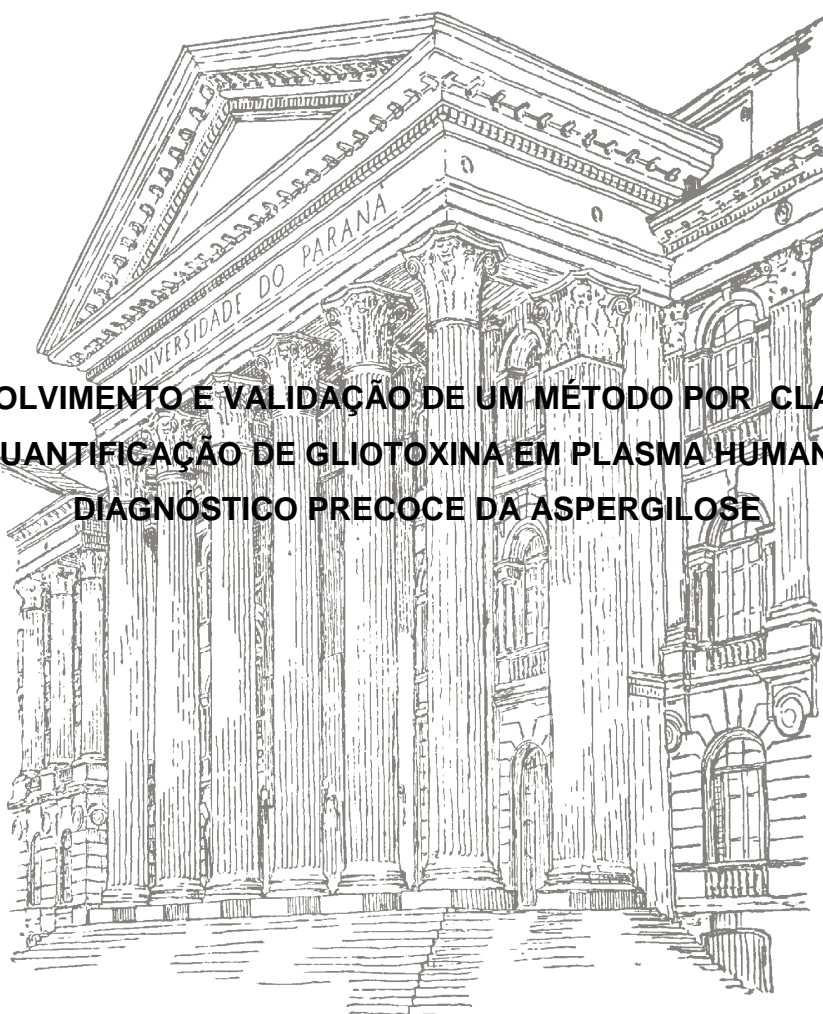 UNIVERSIDADE DO PARANÁ
OLVIMENTO E VALIDAÇÃO DE UM MÉTODO POR CLA
UANTIFICAÇÃO DE GLIOTOXINA EM PLASMA HUMAN
DIAGNÓSTICO PRECOCE DA ASPERGILOSE